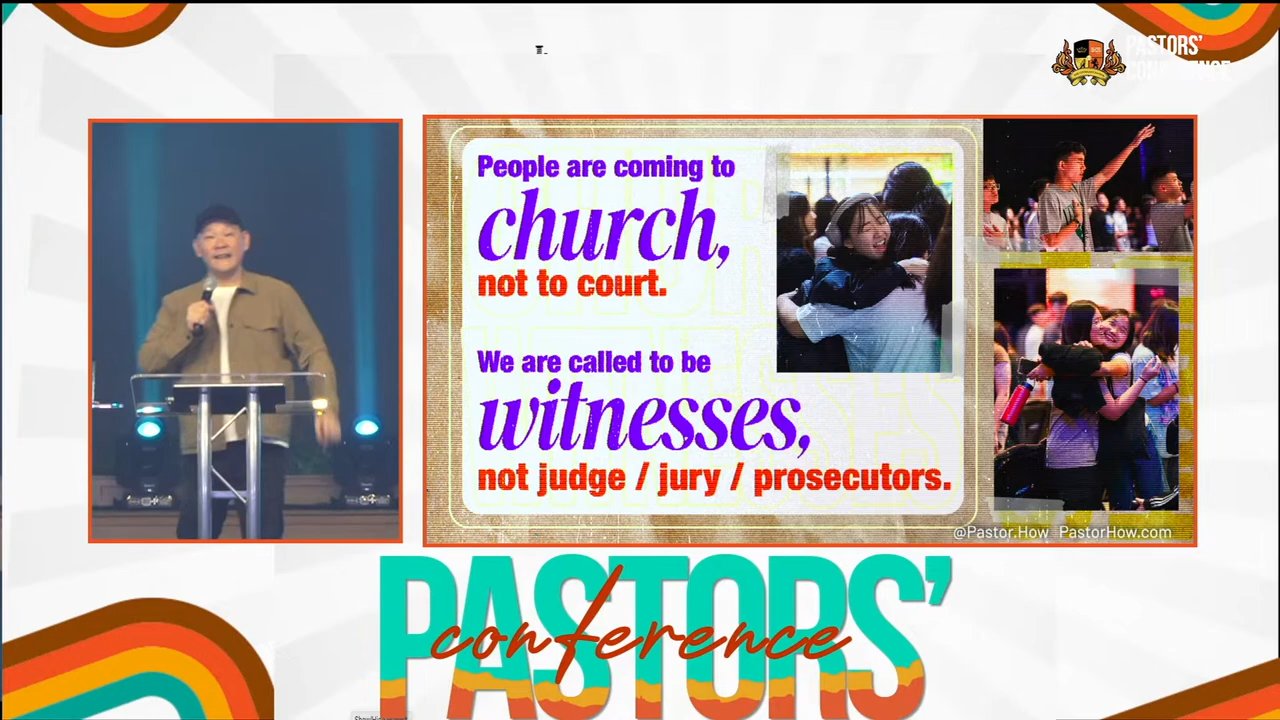 PASTORS'
CONFERENCE
People are coming to
church,
not to court.
We are called to be
witnesses,
not judge / jury / prosecutors.
@Pastor.How PastorHow.com
PASTORS'
conference